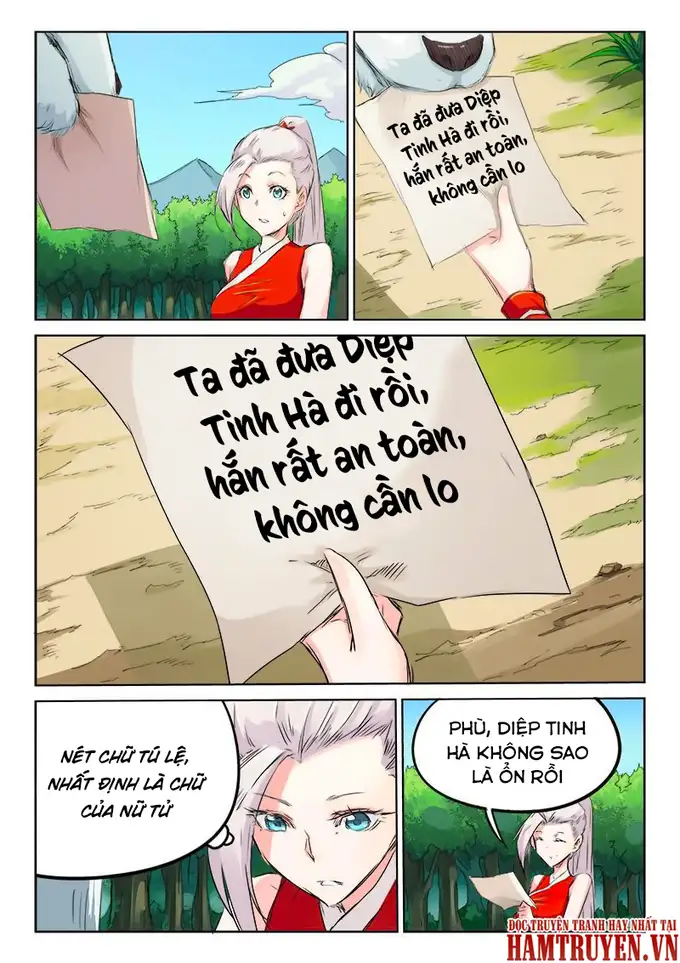 Ta đã đưa Diệp
Tinh Hà đi rồi,
hắn rất an toàn,
không cần lo
Ta đã đưa Diệp
Tinh Hà đi rồi,
hắn rất an toàn,
không cần lo
NÉT CHỮ TÚ LỆ,
NHẤT ĐỊNH LÀ CHỮ
CỦA NỮ TỬ
PHÙ, DIỆP TINH
HÀ KHÔNG SAO
LÀ ỔN RỒI
ĐỌC TRUYỆN TRANH HAY NHẤT TẠI
HAMTRUYEN.VN